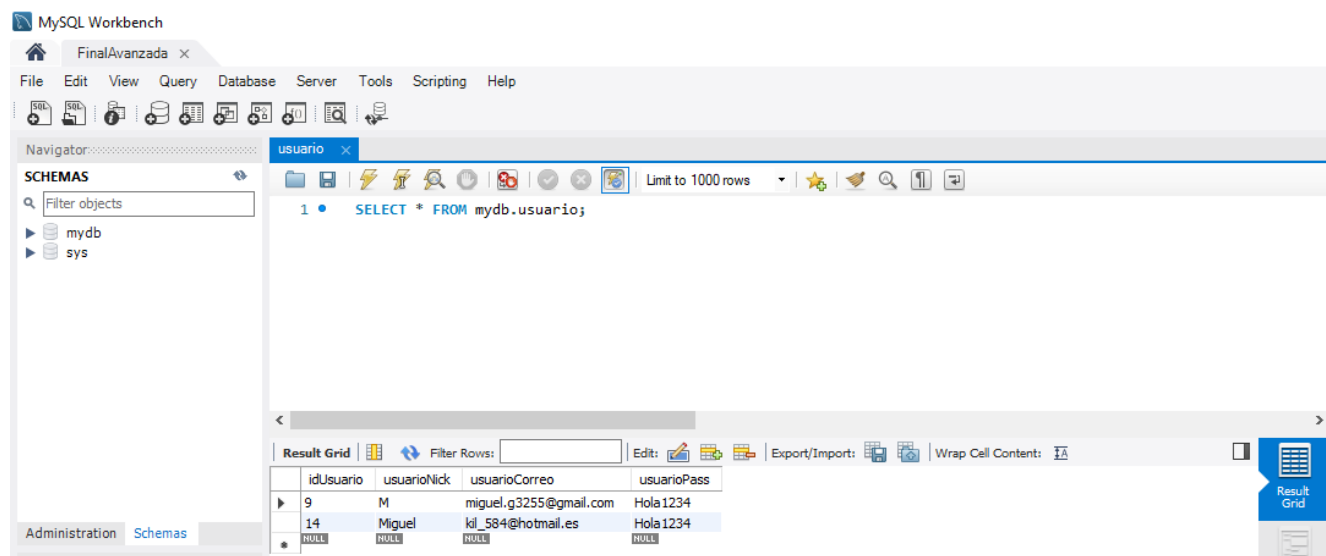 MySQL Workbench
FinalAvanzada ×
File Edit View Query Database Server Tools Scripting Help
Navigator
usuario ×
SCHEMAS
Limit to 1000 rows
Filter objects
1 SELECT * FROM mydb.usuario;
mydb
sys
Result Grid Filter Rows: Edit: Export/Import: Wrap Cell Content:
idUsuario usuarioNick usuarioCorreo usuarioPass
9 M miguel.g3255@gmail.com Hola1234
14 Miguel kil_584@hotmail.es Hola1234
NULL NULL NULL NULL
Result
Grid
Administration Schemas